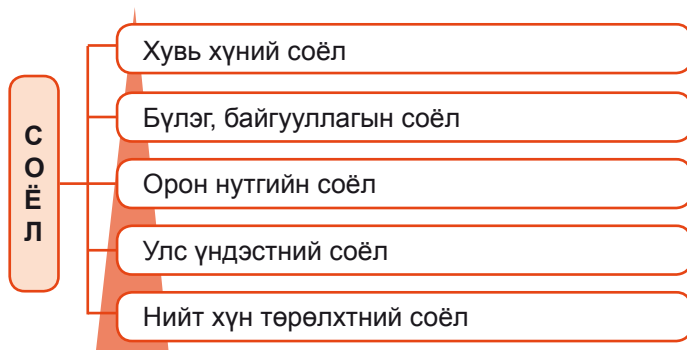 СОЁЛ
Хувь хүний соёл
Бүлэг, байгууллагын соёл
Орон нутгийн соёл
Улс үндэстний соёл
Нийт хүн төрөлхтний соёл